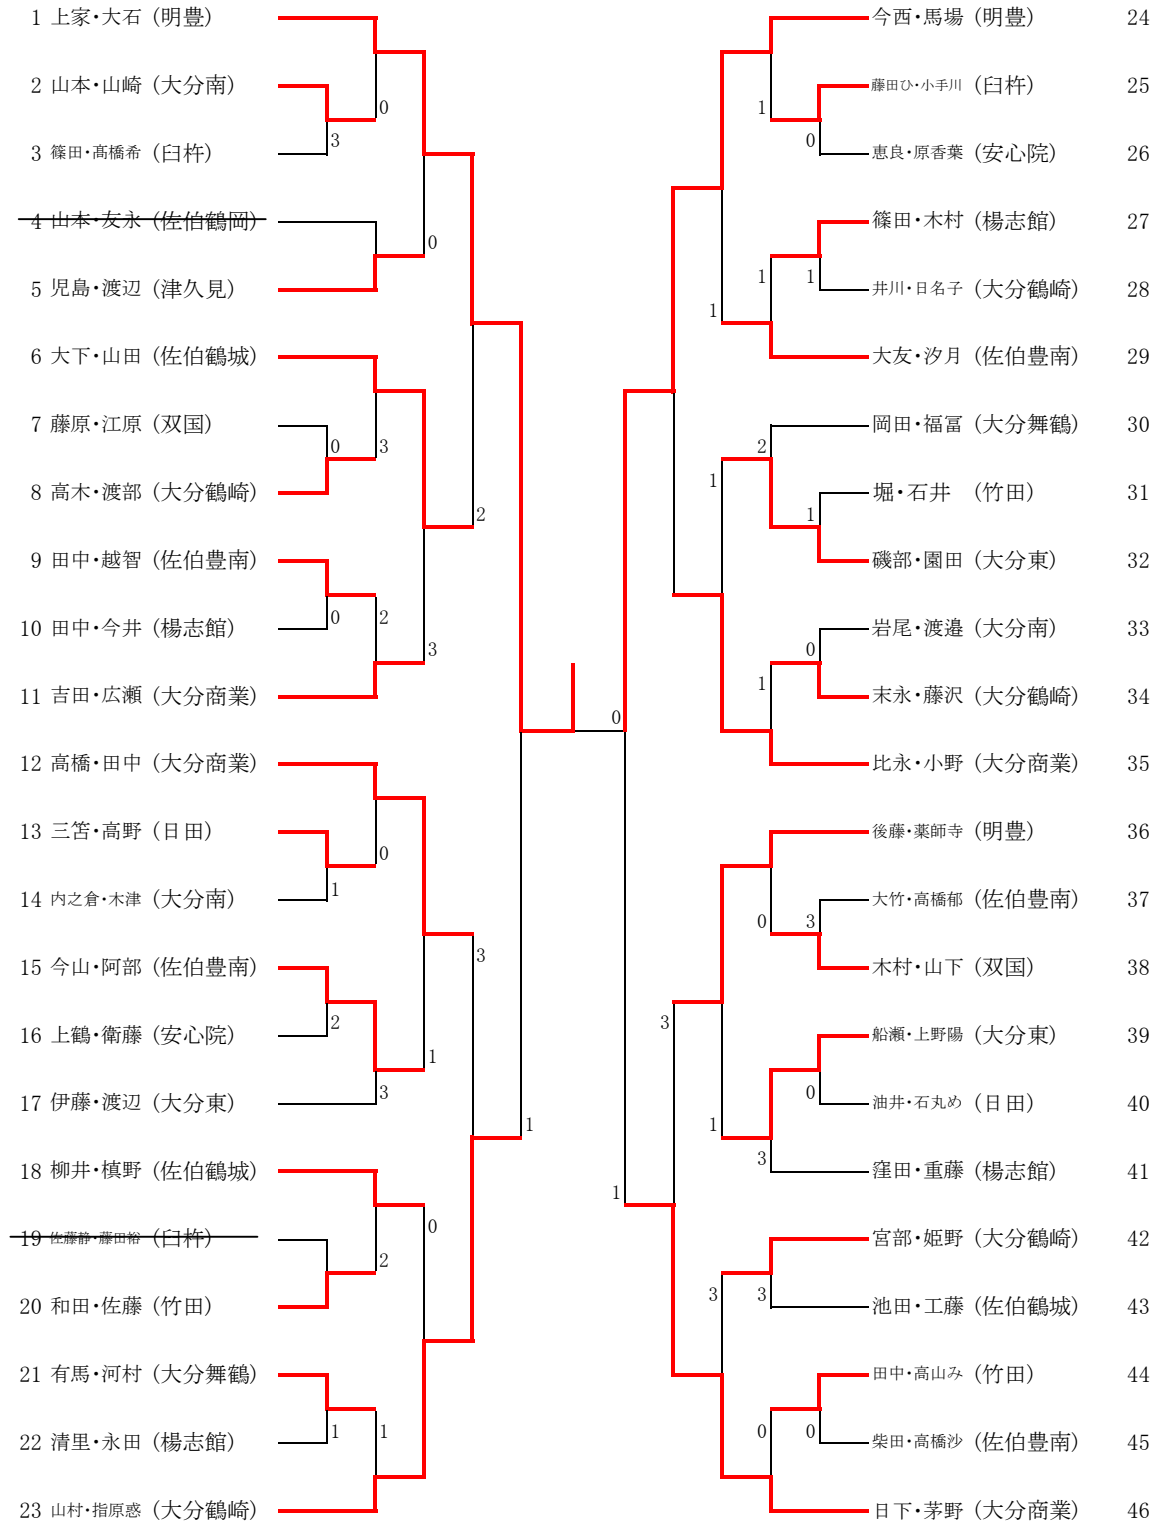 1 上家・大石 (明豊)
2 山本・山崎 (大分南)
3 篠田・髙橋希 (臼杵)
4 山本・友永 (佐伯鶴岡)
5 児島・渡辺 (津久見)
6 大下・山田 (佐伯鶴城)
7 藤原・江原 (双国)
8 高木・渡部 (大分鶴崎)
9 田中・越智 (佐伯豊南)
10 田中・今井 (楊志館)
11 吉田・広瀬 (大分商業)
12 高橋・田中 (大分商業)
13 三笘・高野 (日田)
14 内之倉・木津 (大分南)
15 今山・阿部 (佐伯豊南)
16 上鶴・衛藤 (安心院)
17 伊藤・渡辺 (大分東)
18 柳井・槙野 (佐伯鶴城)
19 佐藤静・藤田裕 (臼杵)
20 和田・佐藤 (竹田)
21 有馬・河村 (大分舞鶴)
22 清里・永田 (楊志館)
23 山村・指原惑 (大分鶴崎)
0
3
0
0
3
2
0
2
3
0
1
3
2
1
3
1
0
2
1
1
0
1
1
0
1
1
1
2
1
1
0
1
0
3
3
0
1
3
3
3
0
0
今西・馬場 (明豊) 24
藤田ひ・小手川 (臼杵) 25
恵良・原香葉 (安心院) 26
篠田・木村 (楊志館) 27
井川・日名子 (大分鶴崎) 28
大友・汐月 (佐伯豊南) 29
岡田・福冨 (大分舞鶴) 30
堀・石井 (竹田) 31
磯部・園田 (大分東) 32
岩尾・渡邉 (大分南) 33
末永・藤沢 (大分鶴崎) 34
比永・小野 (大分商業) 35
後藤・薬師寺 (明豊) 36
大竹・高橋郁 (佐伯豊南) 37
木村・山下 (双国) 38
船瀬・上野陽 (大分東) 39
油井・石丸め (日田) 40
窪田・重藤 (楊志館) 41
宮部・姫野 (大分鶴崎) 42
池田・工藤 (佐伯鶴城) 43
田中・高山み (竹田) 44
柴田・高橋沙 (佐伯豊南) 45
日下・茅野 (大分商業) 46